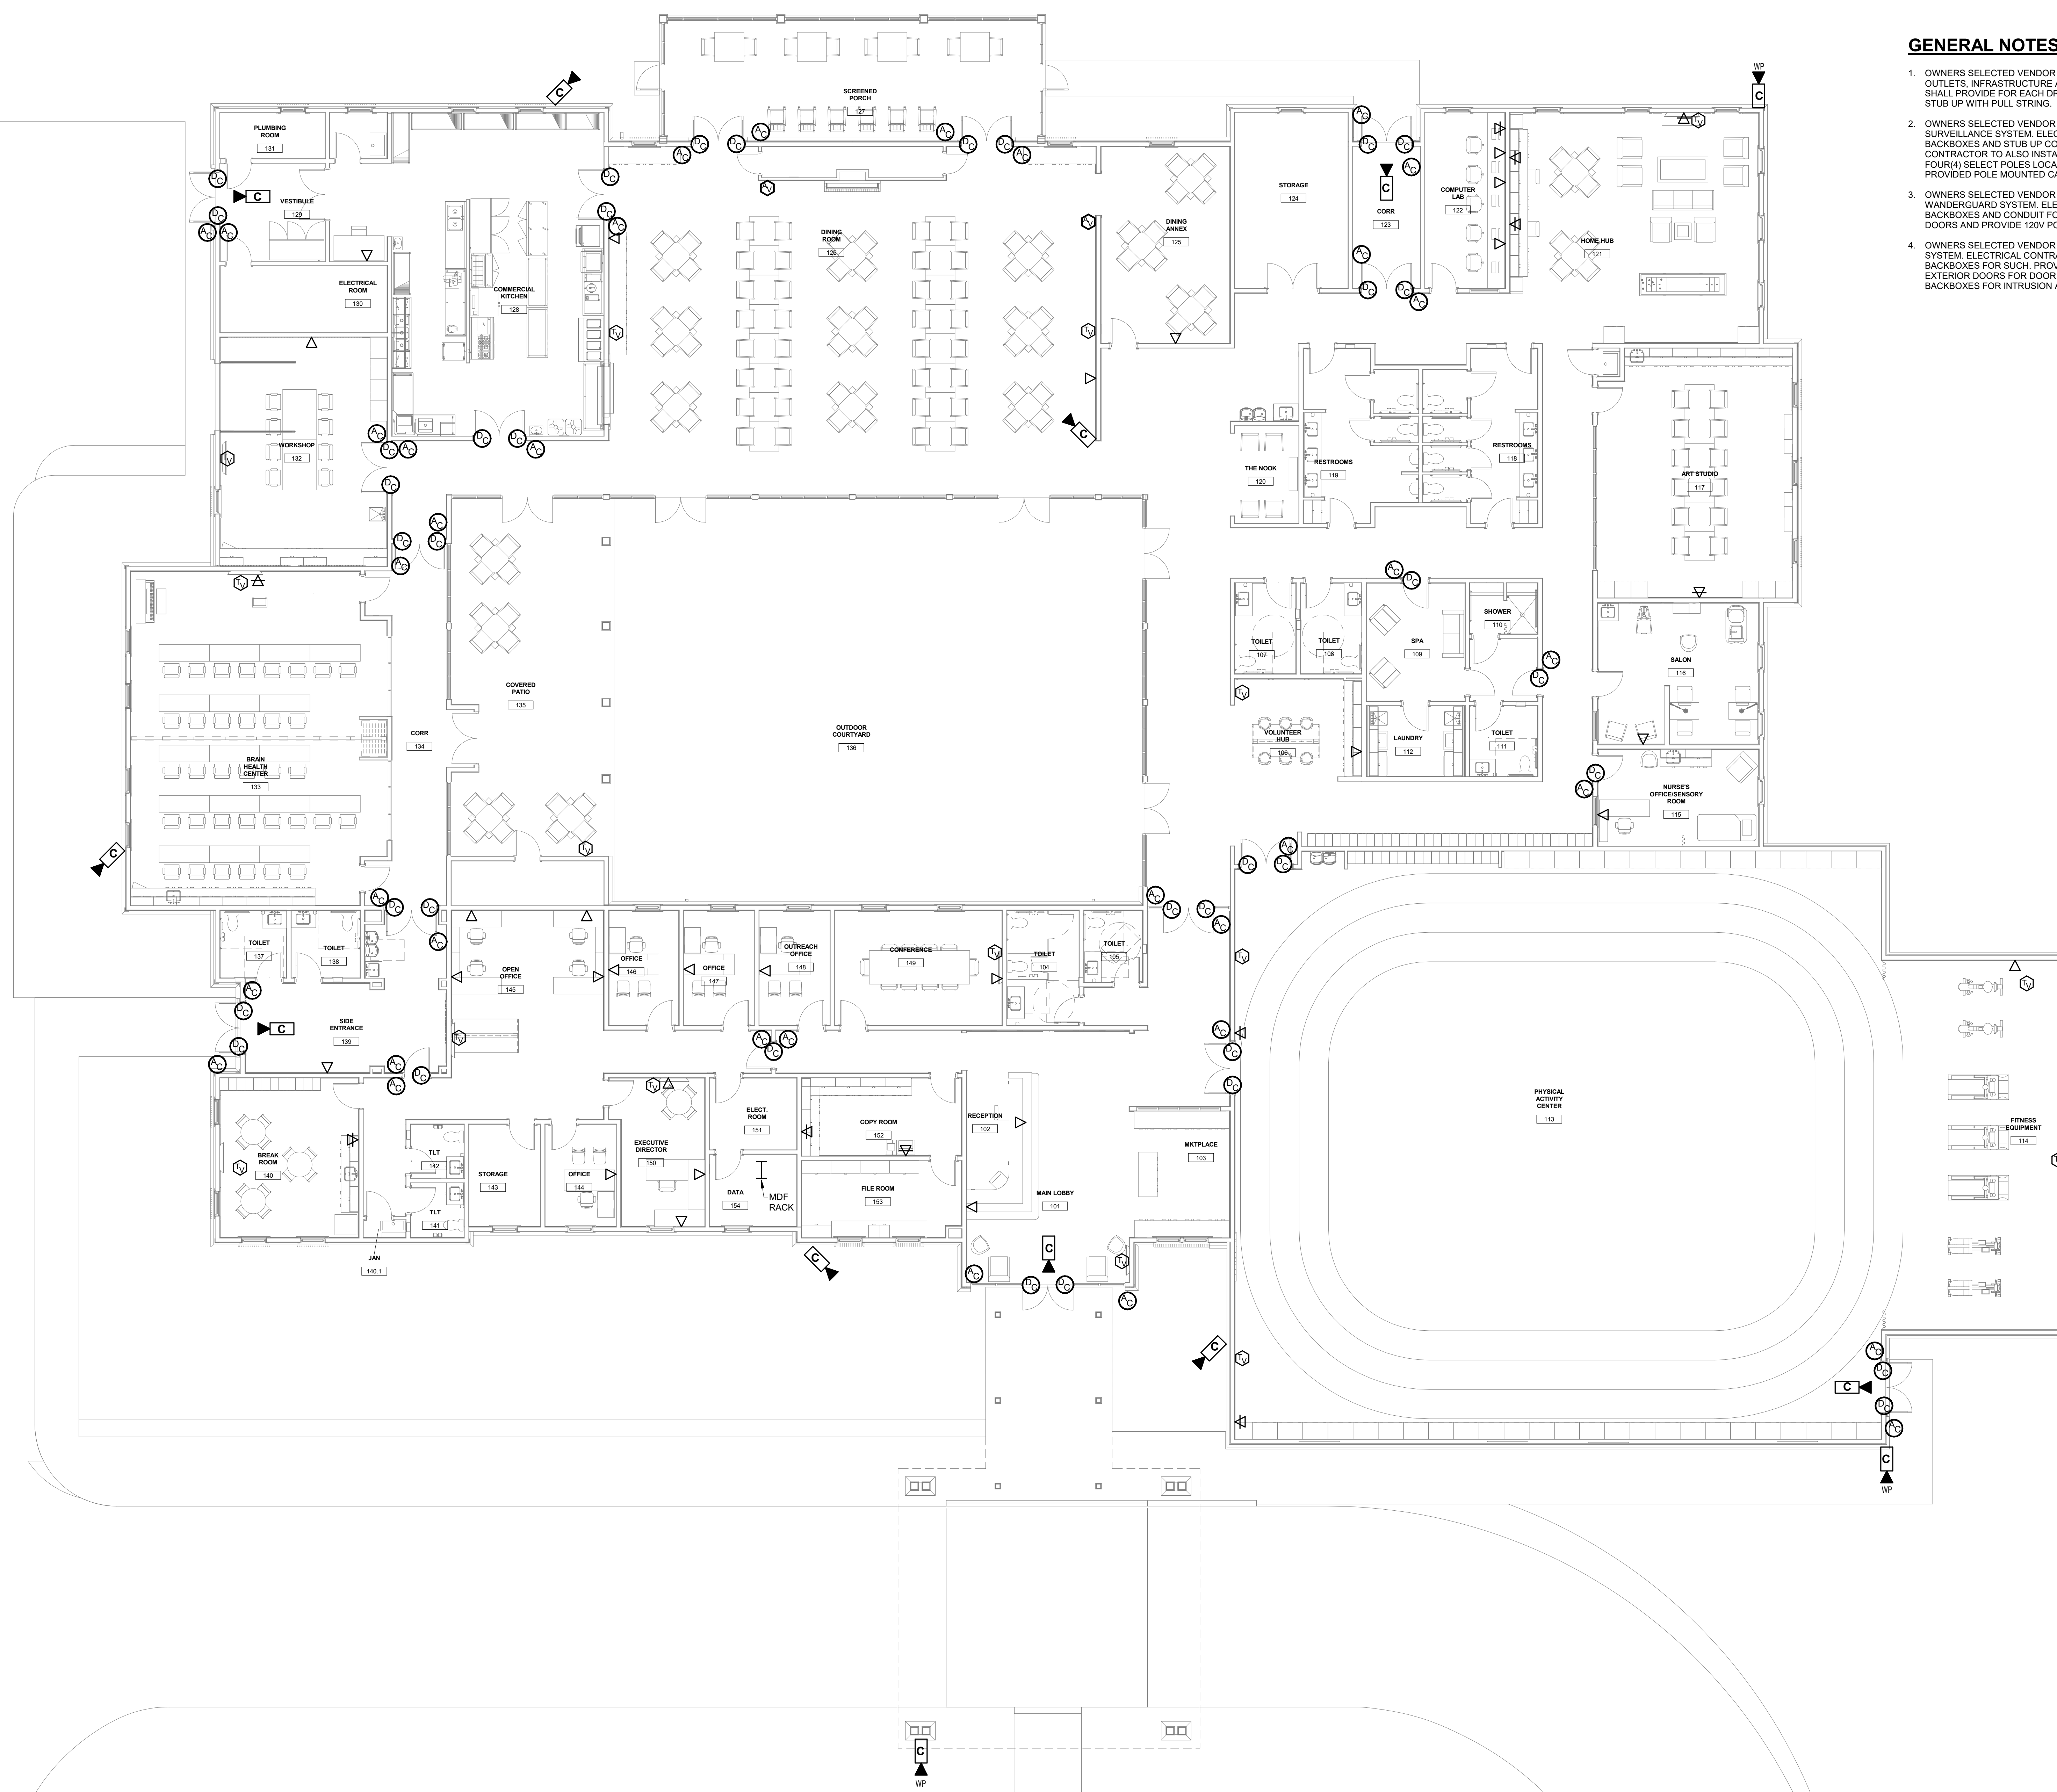 GENERAL NOTES
1. OWNERS SELECTED VENDOR
OUTLETS, INFRASTRUCTURE A
SHALL PROVIDE FOR EACH DR
STUB UP WITH PULL STRING.
2. OWNERS SELECTED VENDOR
SURVEILLANCE SYSTEM. ELEC
BACKBOXES AND STUB UP CO
CONTRACTOR TO ALSO INSTA
FOUR(4) SELECT POLES LOCA
PROVIDED POLE MOUNTED CA
3. OWNERS SELECTED VENDOR
WANDERGUARD SYSTEM. ELE
BACKBOXES AND CONDUIT FO
DOORS AND PROVIDE 120V PO
4. OWNERS SELECTED VENDOR
SYSTEM. ELECTRICAL CONTRA
BACKBOXES FOR SUCH. PROV
EXTERIOR DOORS FOR DOOR
BACKBOXES FOR INTRUSION A
WP
C
C
SCREENED
PORCH
127
PLUMBING
ROOM
131
C
VESTIBULE
129
ELECTRICAL
ROOM
130
COMMERCIAL
KITCHEN
128
DINING
ROOM
126
DINING
ANNEX
125
STORAGE
124
C
CORR
123
COMPUTER
LAB
122
HOME HUB
121
C
WORKSHOP
132
THE NOOK
120
RESTROOMS
119
RESTROOMS
118
ART STUDIO
117
COVERED
PATIO
135
OUTDOOR
COURTYARD
136
CORR
134
BRAIN
HEALTH
CENTER
133
C
TOILET
107
TOILET
108
SPA
109
SHOWER
110
SALON
116
VOLUNTEER
HUB
106
LAUNDRY
112
TOILET
111
NURSE'S
OFFICE/SENSORY
ROOM
115
TOILET
137
TOILET
138
OPEN
OFFICE
145
OFFICE
146
OFFICE
147
OUTREACH
OFFICE
148
CONFERENCE
149
TOILET
104
TOILET
105
C
SIDE
ENTRANCE
139
PHYSICAL
ACTIVITY
CENTER
113
FITNESS
EQUIPMENT
114
BREAK
ROOM
140
TLT
142
TLT
141
JAN
140.1
STORAGE
143
OFFICE
144
EXECUTIVE
DIRECTOR
150
ELECT.
ROOM
151
DATA
154
MDF
RACK
COPY ROOM
152
FILE ROOM
153
RECEPTION
102
MAIN LOBBY
101
MKTPLACE
103
C
C
C
C
C
WP
C
WP